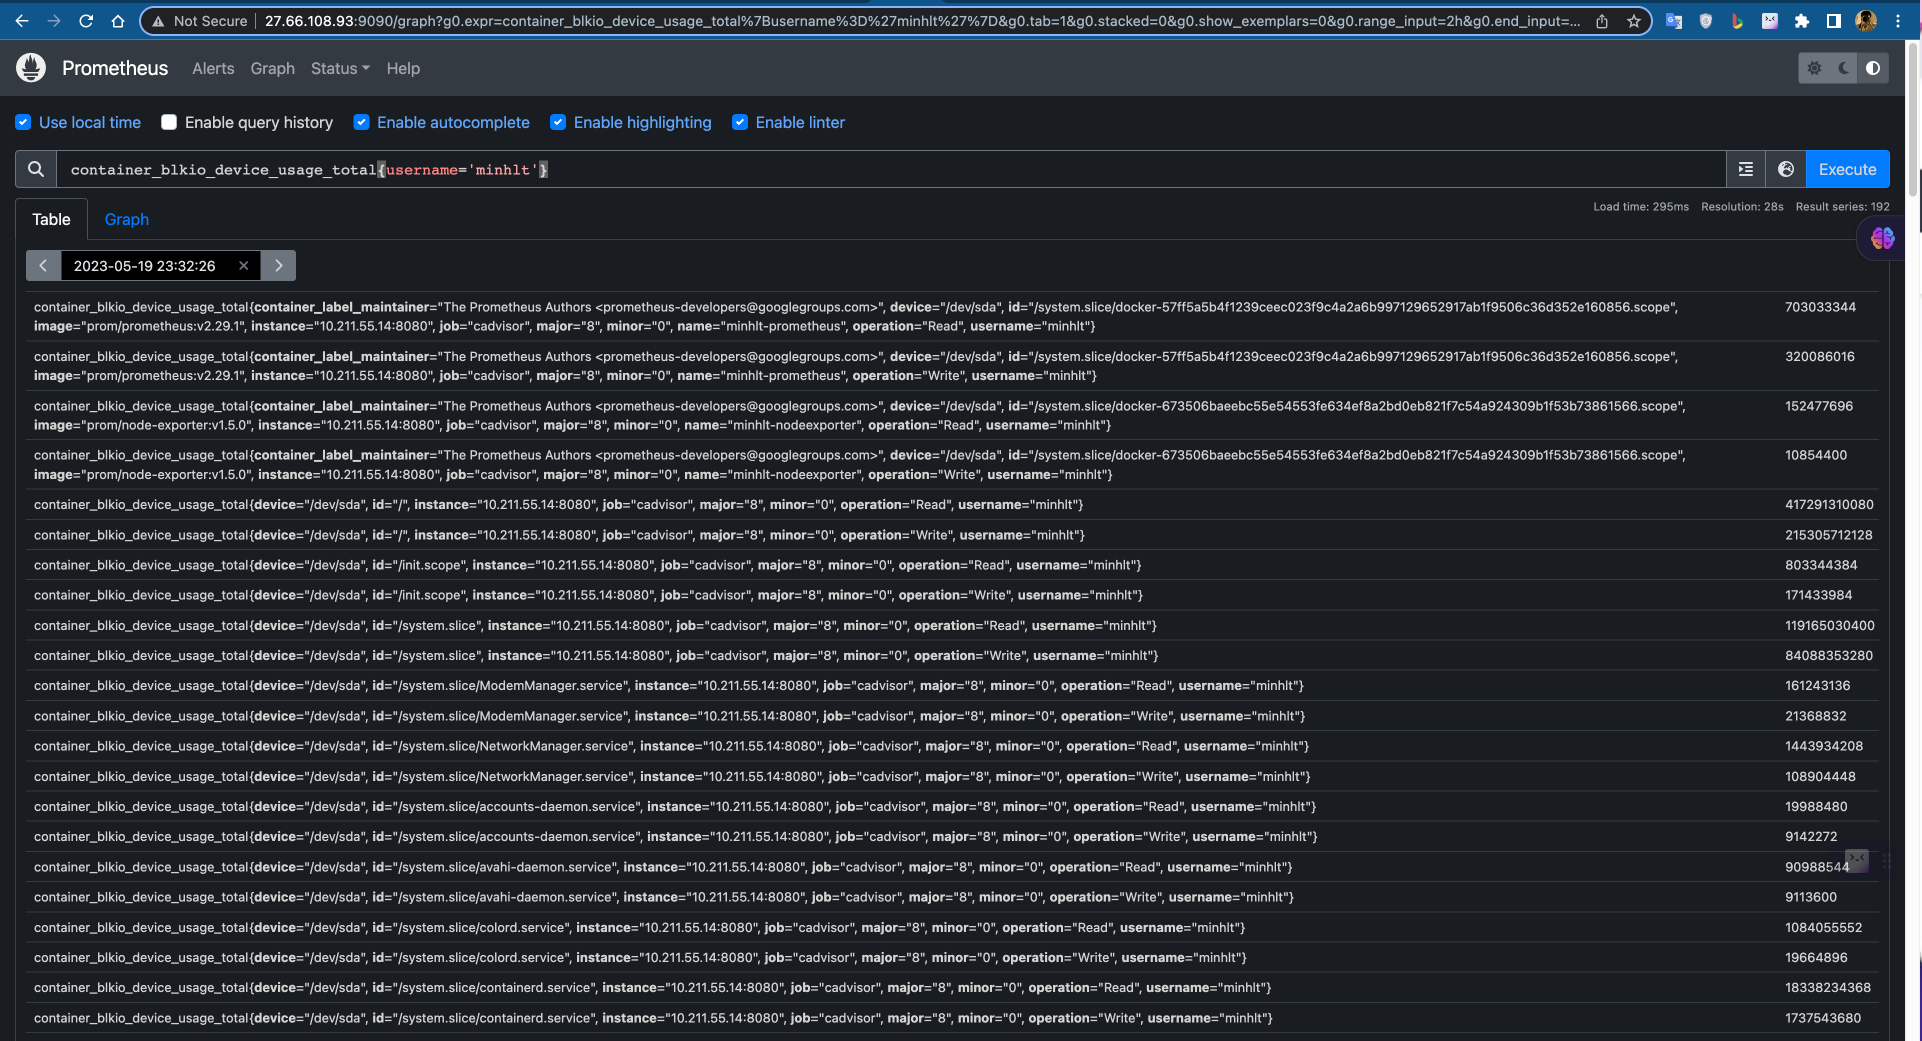 Not Secure | 27.66.108.93:9090/graph?g0.expr=container_blkio_device_usage_total%7Busername%3D%27minhlt%27%7D&g0.tab=1&g0.stacked=0&g0.show_exemplars=0&g0.range_input=2h&g0.end_input=...
Prometheus Alerts Graph Status Help
Use local time Enable query history Enable autocomplete Enable highlighting Enable linter
container_blkio_device_usage_total{username='minhlt'} Execute
Load time: 295ms Resolution: 28s Result series: 192
Table Graph
2023-05-19 23:32:26
container_blkio_device_usage_total{container_label_maintainer="The Prometheus Authors <prometheus-developers@googlegroups.com>", device="/dev/sda", id="/system.slice/docker-57ff5a5b4f1239ceec023f9c4a2a6b997129652917ab1f9506c36d352e160856.scope", 703033344
image="prom/prometheus:v2.29.1", instance="10.211.55.14:8080", job="cadvisor", major="8", minor="0", name="minhlt-prometheus", operation="Read", username="minhlt"}
container_blkio_device_usage_total{container_label_maintainer="The Prometheus Authors <prometheus-developers@googlegroups.com>", device="/dev/sda", id="/system.slice/docker-57ff5a5b4f1239ceec023f9c4a2a6b997129652917ab1f9506c36d352e160856.scope", 320086016
image="prom/prometheus:v2.29.1", instance="10.211.55.14:8080", job="cadvisor", major="8", minor="0", name="minhlt-prometheus", operation="Write", username="minhlt"}
container_blkio_device_usage_total{container_label_maintainer="The Prometheus Authors <prometheus-developers@googlegroups.com>", device="/dev/sda", id="/system.slice/docker-673506baeebc55e54553fe634ef8a2bd0eb821f7c54a924309b1f53b73861566.scope", 152477696
image="prom/node-exporter:v1.5.0", instance="10.211.55.14:8080", job="cadvisor", major="8", minor="0", name="minhlt-nodeexporter", operation="Read", username="minhlt"}
container_blkio_device_usage_total{container_label_maintainer="The Prometheus Authors <prometheus-developers@googlegroups.com>", device="/dev/sda", id="/system.slice/docker-673506baeebc55e54553fe634ef8a2bd0eb821f7c54a924309b1f53b73861566.scope", 10854400
image="prom/node-exporter:v1.5.0", instance="10.211.55.14:8080", job="cadvisor", major="8", minor="0", name="minhlt-nodeexporter", operation="Write", username="minhlt"}
container_blkio_device_usage_total{device="/dev/sda", id="/", instance="10.211.55.14:8080", job="cadvisor", major="8", minor="0", operation="Read", username="minhlt"} 417291310080
container_blkio_device_usage_total{device="/dev/sda", id="/", instance="10.211.55.14:8080", job="cadvisor", major="8", minor="0", operation="Write", username="minhlt"} 215305712128
container_blkio_device_usage_total{device="/dev/sda", id="/init.scope", instance="10.211.55.14:8080", job="cadvisor", major="8", minor="0", operation="Read", username="minhlt"} 803344384
container_blkio_device_usage_total{device="/dev/sda", id="/init.scope", instance="10.211.55.14:8080", job="cadvisor", major="8", minor="0", operation="Write", username="minhlt"} 171433984
container_blkio_device_usage_total{device="/dev/sda", id="/system.slice", instance="10.211.55.14:8080", job="cadvisor", major="8", minor="0", operation="Read", username="minhlt"} 119165030400
container_blkio_device_usage_total{device="/dev/sda", id="/system.slice", instance="10.211.55.14:8080", job="cadvisor", major="8", minor="0", operation="Write", username="minhlt"} 84088353280
container_blkio_device_usage_total{device="/dev/sda", id="/system.slice/ModemManager.service", instance="10.211.55.14:8080", job="cadvisor", major="8", minor="0", operation="Read", username="minhlt"} 161243136
container_blkio_device_usage_total{device="/dev/sda", id="/system.slice/ModemManager.service", instance="10.211.55.14:8080", job="cadvisor", major="8", minor="0", operation="Write", username="minhlt"} 21368832
container_blkio_device_usage_total{device="/dev/sda", id="/system.slice/NetworkManager.service", instance="10.211.55.14:8080", job="cadvisor", major="8", minor="0", operation="Read", username="minhlt"} 1443934208
container_blkio_device_usage_total{device="/dev/sda", id="/system.slice/NetworkManager.service", instance="10.211.55.14:8080", job="cadvisor", major="8", minor="0", operation="Write", username="minhlt"} 108904448
container_blkio_device_usage_total{device="/dev/sda", id="/system.slice/accounts-daemon.service", instance="10.211.55.14:8080", job="cadvisor", major="8", minor="0", operation="Read", username="minhlt"} 19988480
container_blkio_device_usage_total{device="/dev/sda", id="/system.slice/accounts-daemon.service", instance="10.211.55.14:8080", job="cadvisor", major="8", minor="0", operation="Write", username="minhlt"} 9142272
container_blkio_device_usage_total{device="/dev/sda", id="/system.slice/avahi-daemon.service", instance="10.211.55.14:8080", job="cadvisor", major="8", minor="0", operation="Read", username="minhlt"} 90988544
container_blkio_device_usage_total{device="/dev/sda", id="/system.slice/avahi-daemon.service", instance="10.211.55.14:8080", job="cadvisor", major="8", minor="0", operation="Write", username="minhlt"} 9113600
container_blkio_device_usage_total{device="/dev/sda", id="/system.slice/colord.service", instance="10.211.55.14:8080", job="cadvisor", major="8", minor="0", operation="Read", username="minhlt"} 1084055552
container_blkio_device_usage_total{device="/dev/sda", id="/system.slice/colord.service", instance="10.211.55.14:8080", job="cadvisor", major="8", minor="0", operation="Write", username="minhlt"} 19664896
container_blkio_device_usage_total{device="/dev/sda", id="/system.slice/containerd.service", instance="10.211.55.14:8080", job="cadvisor", major="8", minor="0", operation="Read", username="minhlt"} 18338234368
container_blkio_device_usage_total{device="/dev/sda", id="/system.slice/containerd.service", instance="10.211.55.14:8080", job="cadvisor", major="8", minor="0", operation="Write", username="minhlt"} 1737543680